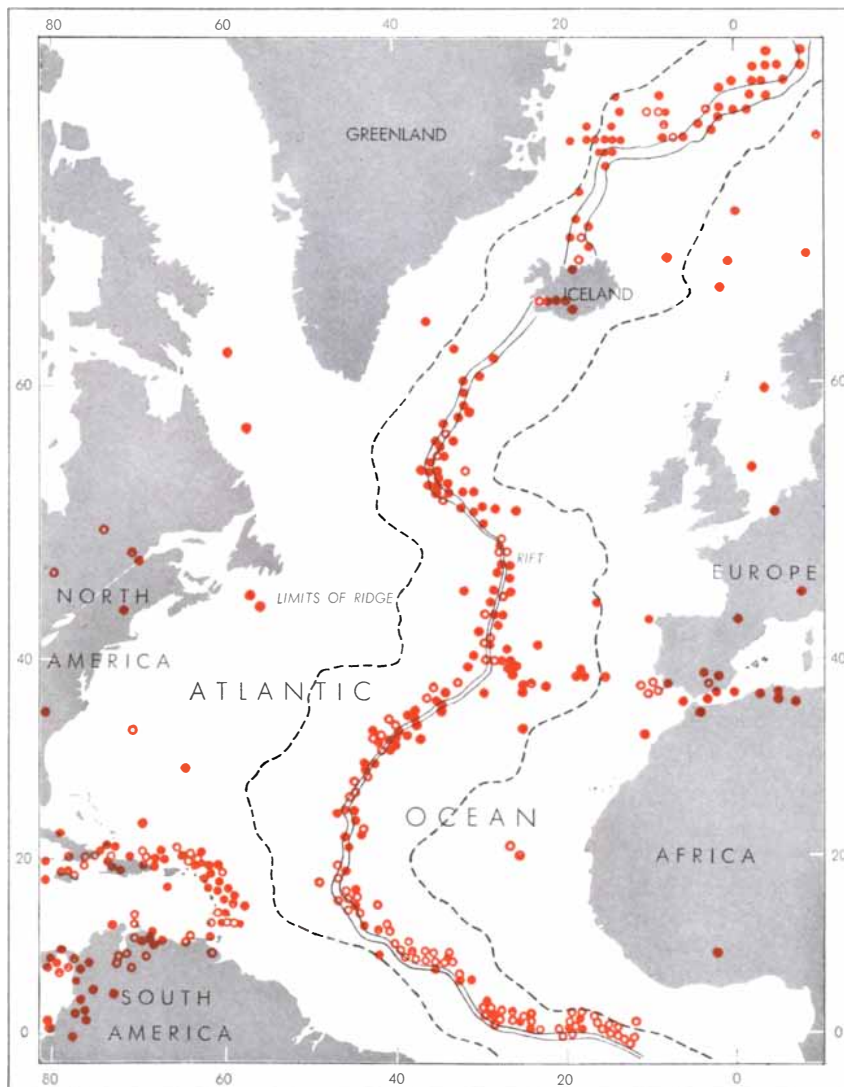 80 60 40 20 0
GREENLAND
ICELAND
60 60
RIFT
EUROPE
NORTH
LIMITS OF RIDGE
40 40
AMERICA
ATLANTIC
OCEAN
20 AFRICA 20
SOUTH
0 AMERICA 0
80 60 40 20 0